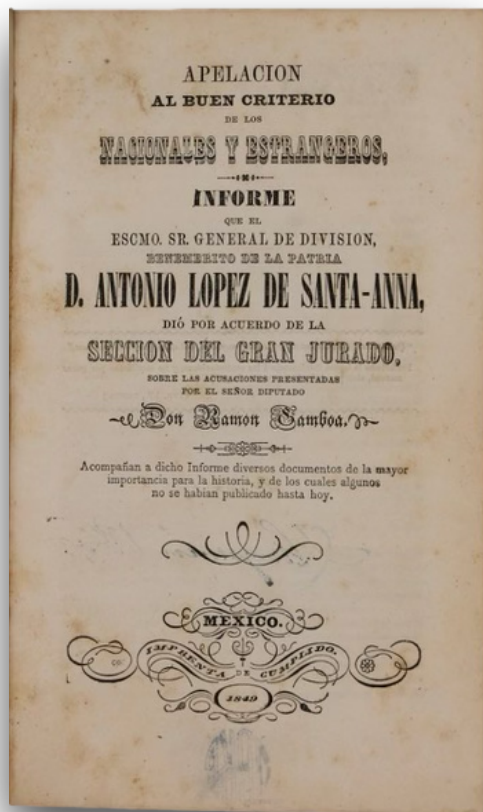 APELACION
AL BUEN CRITERIO
DE LOS
NACIONALES Y ESTRANGEROS,
INFORME
QUE EL
ESCMO. SR. GENERAL DE DIVISION,
BENEMERITO DE LA PATRIA
D. ANTONIO LOPEZ DE SANTA-ANNA,
DIÓ POR ACUERDO DE LA
SECCION DEL GRAN JURADO,
SOBRE LAS ACUSACIONES PRESENTADAS
POR EL SEÑOR DIPUTADO
Don Ramon Gamboa.
Acompañan a dicho Informe diversos documentos de la mayor
importancia para la historia, y de los cuales algunos
no se habian publicado hasta hoy.
MEXICO.
IMPRENTA DE CUMPLIDO.
1849